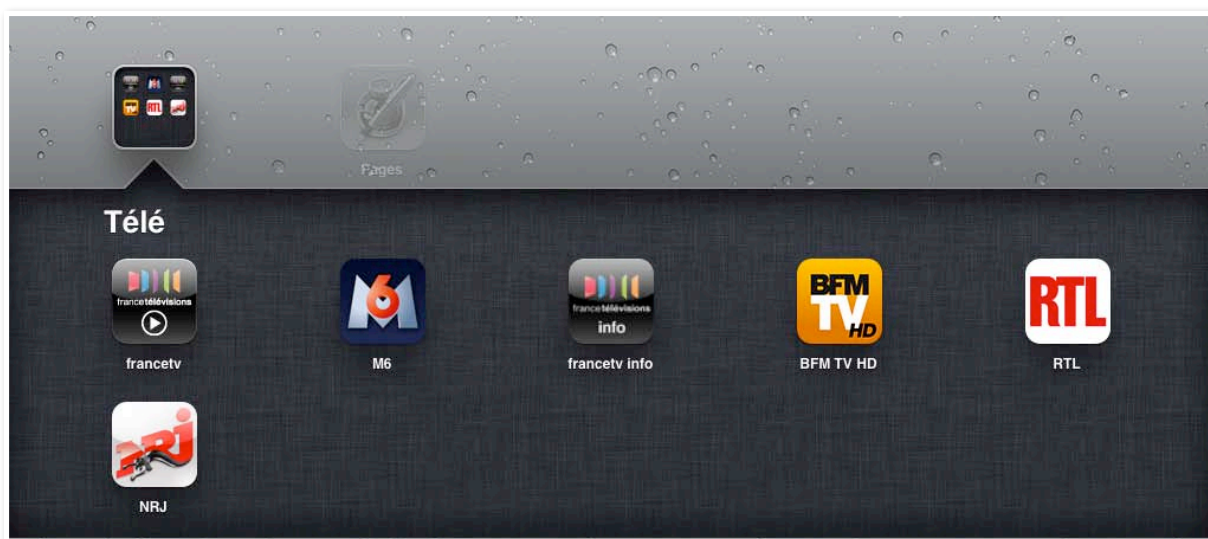 Pages
Télé
francetélévisions
francetv
M6
M6
francetélévisions
info
francetv info
BFM
TV
HD
BFM TV HD
RTL
RTL
NRJ
NRJ